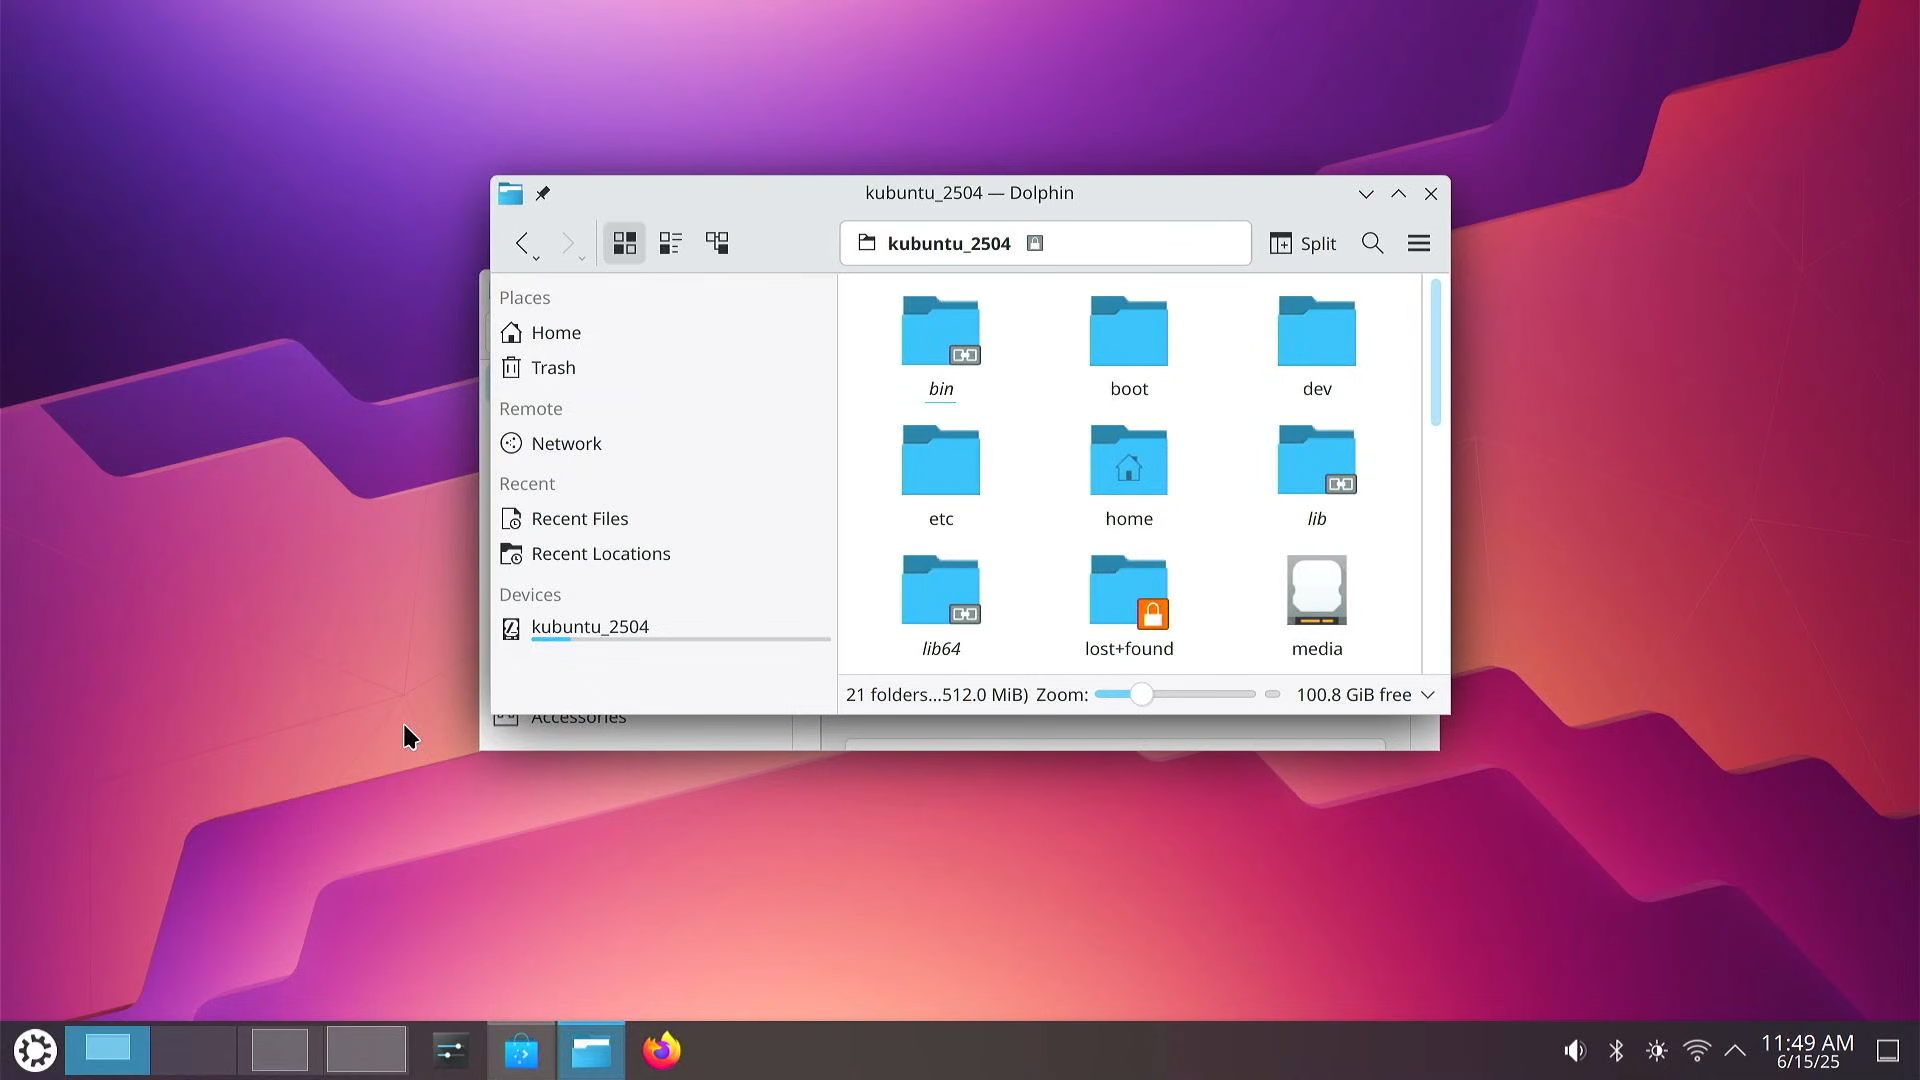 kubuntu_2504 — Dolphin
kubuntu_2504
Split
Places
Home
Trash
Remote
Network
Recent
Recent Files
Recent Locations
Devices
kubuntu_2504
bin
boot
dev
etc
home
lib
lib64
lost+found
media
21 folders...512.0 MiB)
Zoom:
100.8 GiB free
Accessories
11:49 AM
6/15/25